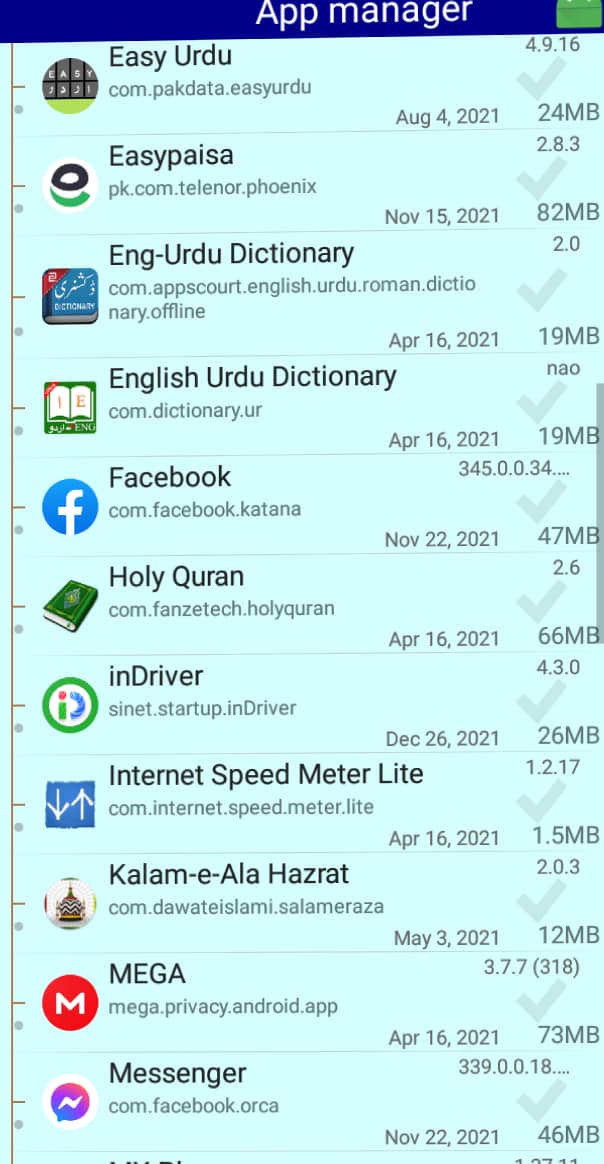 App manager
Easy Urdu
4.9.16
com.pakdata.easyurdu
Aug 4, 2021
24MB
Easypaisa
2.8.3
pk.com.telenor.phoenix
Nov 15, 2021
82MB
Eng-Urdu Dictionary
2.0
com.appscourt.english.urdu.roman.dictio
nary.offline
Apr 16, 2021
19MB
DICTIONARY
English Urdu Dictionary
nao
com.dictionary.ur
Apr 16, 2021
19MB
اردو
ENG
Facebook
345.0.0.34....
com.facebook.katana
Nov 22, 2021
47MB
Holy Quran
2.6
com.fanzetech.holyquran
Apr 16, 2021
66MB
inDriver
4.3.0
sinet.startup.inDriver
Dec 26, 2021
26MB
Internet Speed Meter Lite
1.2.17
com.internet.speed.meter.lite
Apr 16, 2021
1.5MB
Kalam-e-Ala Hazrat
2.0.3
com.dawateislami.salameraza
May 3, 2021
12MB
MEGA
3.7.7 (318)
mega.privacy.android.app
Apr 16, 2021
73MB
Messenger
339.0.0.18....
com.facebook.orca
Nov 22, 2021
46MB